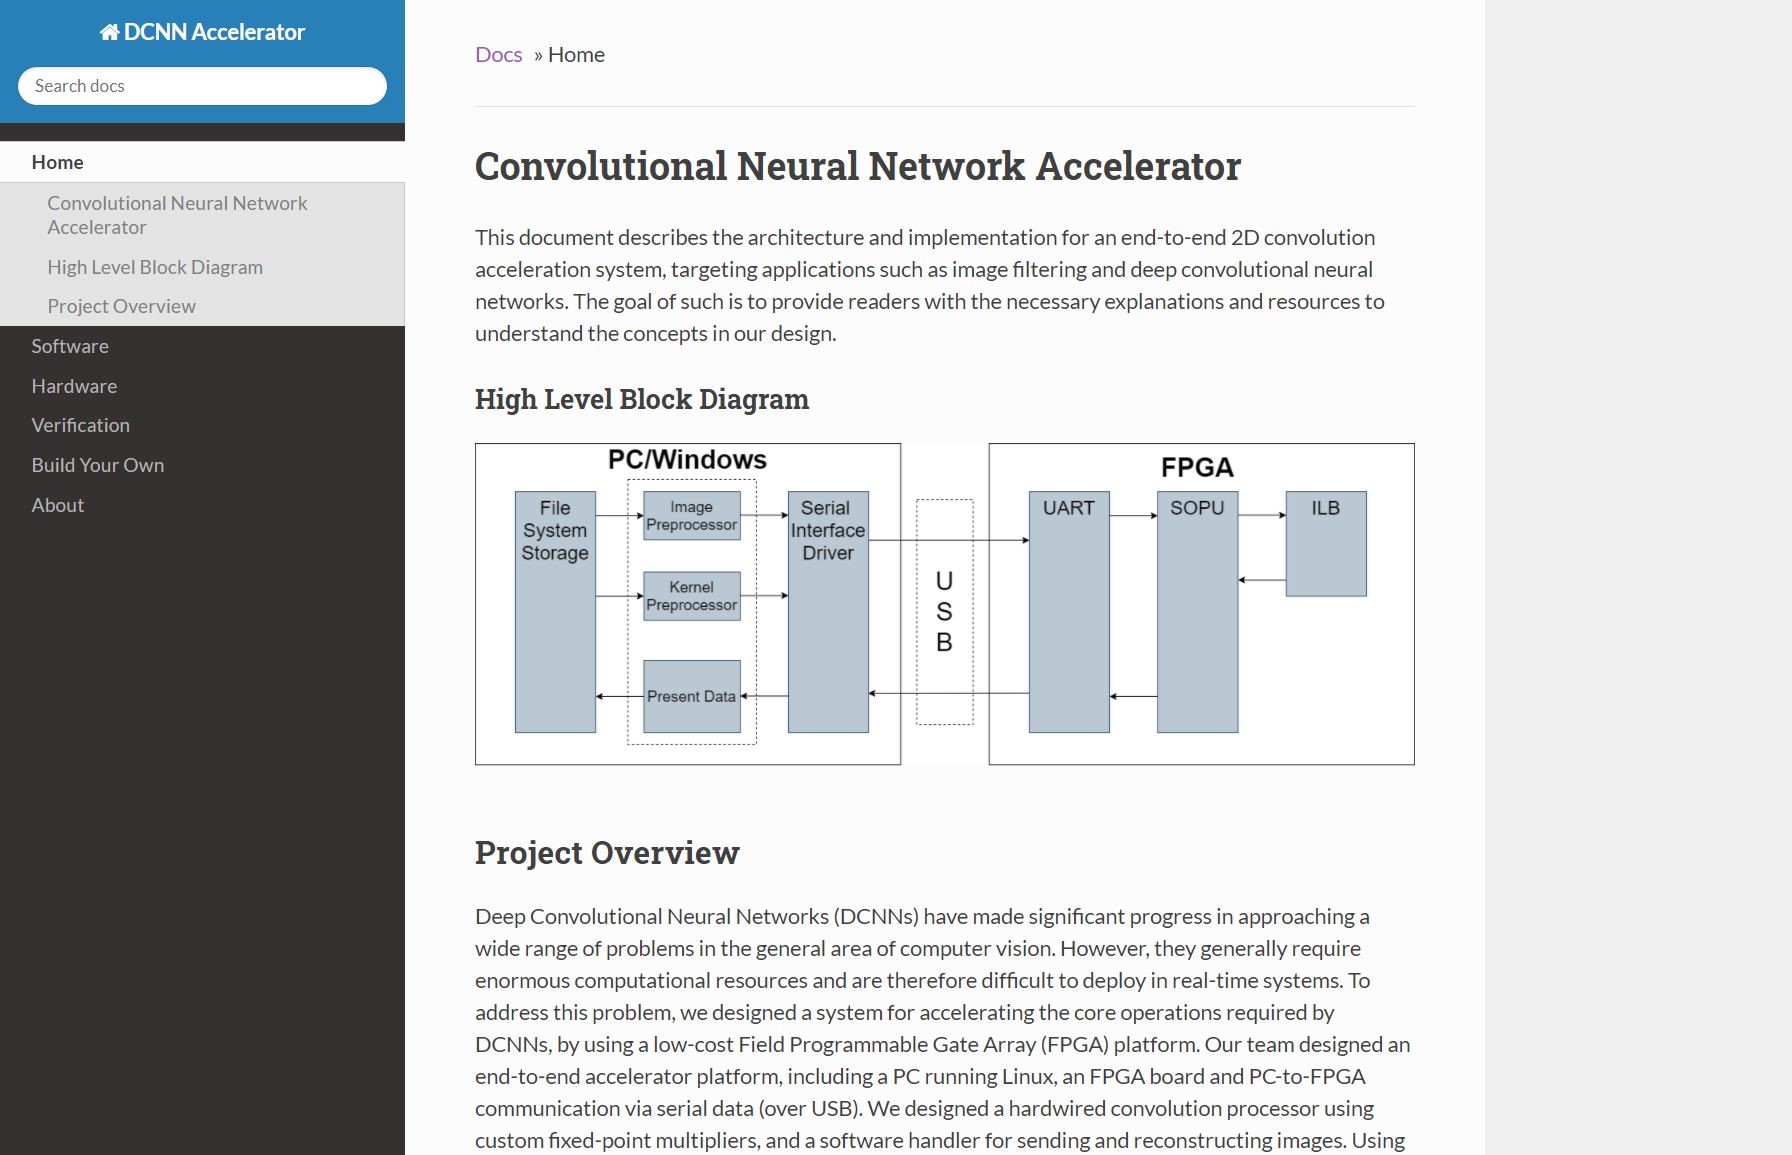 DCNN Accelerator
Search docs
Home
Convolutional Neural Network
Accelerator
High Level Block Diagram
Project Overview
Software
Hardware
Verification
Build Your Own
About
Docs » Home
Convolutional Neural Network Accelerator
This document describes the architecture and implementation for an end-to-end 2D convolution
acceleration system, targeting applications such as image filtering and deep convolutional neural
networks. The goal of such is to provide readers with the necessary explanations and resources to
understand the concepts in our design.
High Level Block Diagram
PC/Windows
File
System
Storage
Image
Preprocessor
Kernel
Preprocessor
Present Data
Serial
Interface
Driver
U
S
B
FPGA
UART
SOPU
ILB
Project Overview
Deep Convolutional Neural Networks (DCNNs) have made significant progress in approaching a
wide range of problems in the general area of computer vision. However, they generally require
enormous computational resources and are therefore difficult to deploy in real-time systems. To
address this problem, we designed a system for accelerating the core operations required by
DCNNs, by using a low-cost Field Programmable Gate Array (FPGA) platform. Our team designed an
end-to-end accelerator platform, including a PC running Linux, an FPGA board and PC-to-FPGA
communication via serial data (over USB). We designed a hardwired convolution processor using
custom fixed-point multipliers, and a software handler for sending and reconstructing images. Using